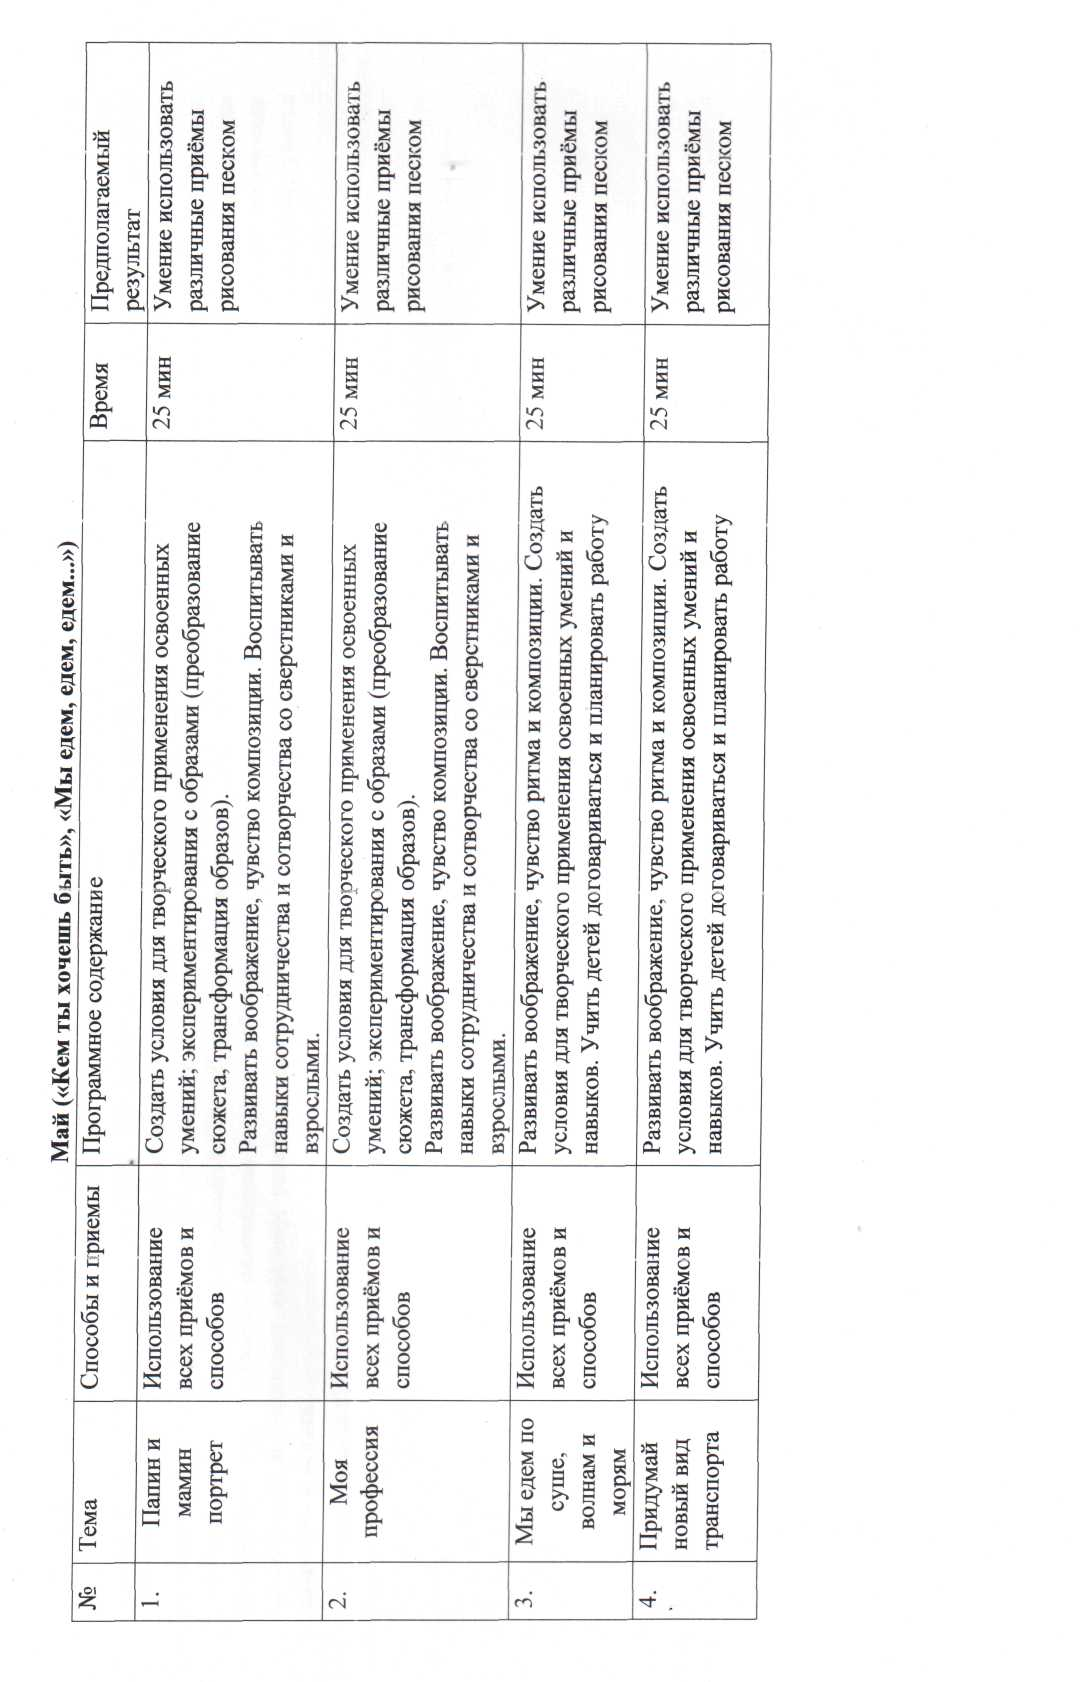 Май («Кем ты хочешь быть», «Мы едем, едем, едем...»)
№
Тема
Способы и приемы
Программное содержание
Время
Предполагаемый
результат
1.
Папин и
мамин
портрет
Использование
всех приёмов и
способов
Создать условия для творческого применения освоенных
умений; экспериментирования с образами (преобразование
сюжета, трансформация образов).
Развивать воображение, чувство композиции. Воспитывать
навыки сотрудничества и сотворчества со сверстниками и
взрослыми.
25 мин
Умение использовать
различные приёмы
рисования песком
2.
Моя
профессия
Использование
всех приёмов и
способов
Создать условия для творческого применения освоенных
умений; экспериментирования с образами (преобразование
сюжета, трансформация образов).
Развивать воображение, чувство композиции. Воспитывать
навыки сотрудничества и сотворчества со сверстниками и
взрослыми.
25 мин
Умение использовать
различные приёмы
рисования песком
3.
Мы едем по
суше,
волнам и
морям
Использование
всех приёмов и
способов
Развивать воображение, чувство ритма и композиции. Создать
условия для творческого применения освоенных умений и
навыков. Учить детей договариваться и планировать работу
25 мин
Умение использовать
различные приёмы
рисования песком
4.
Придумай
новый вид
транспорта
Использование
всех приёмов и
способов
Развивать воображение, чувство ритма и композиции. Создать
условия для творческого применения освоенных умений и
навыков. Учить детей договариваться и планировать работу
25 мин
Умение использовать
различные приёмы
рисования песком